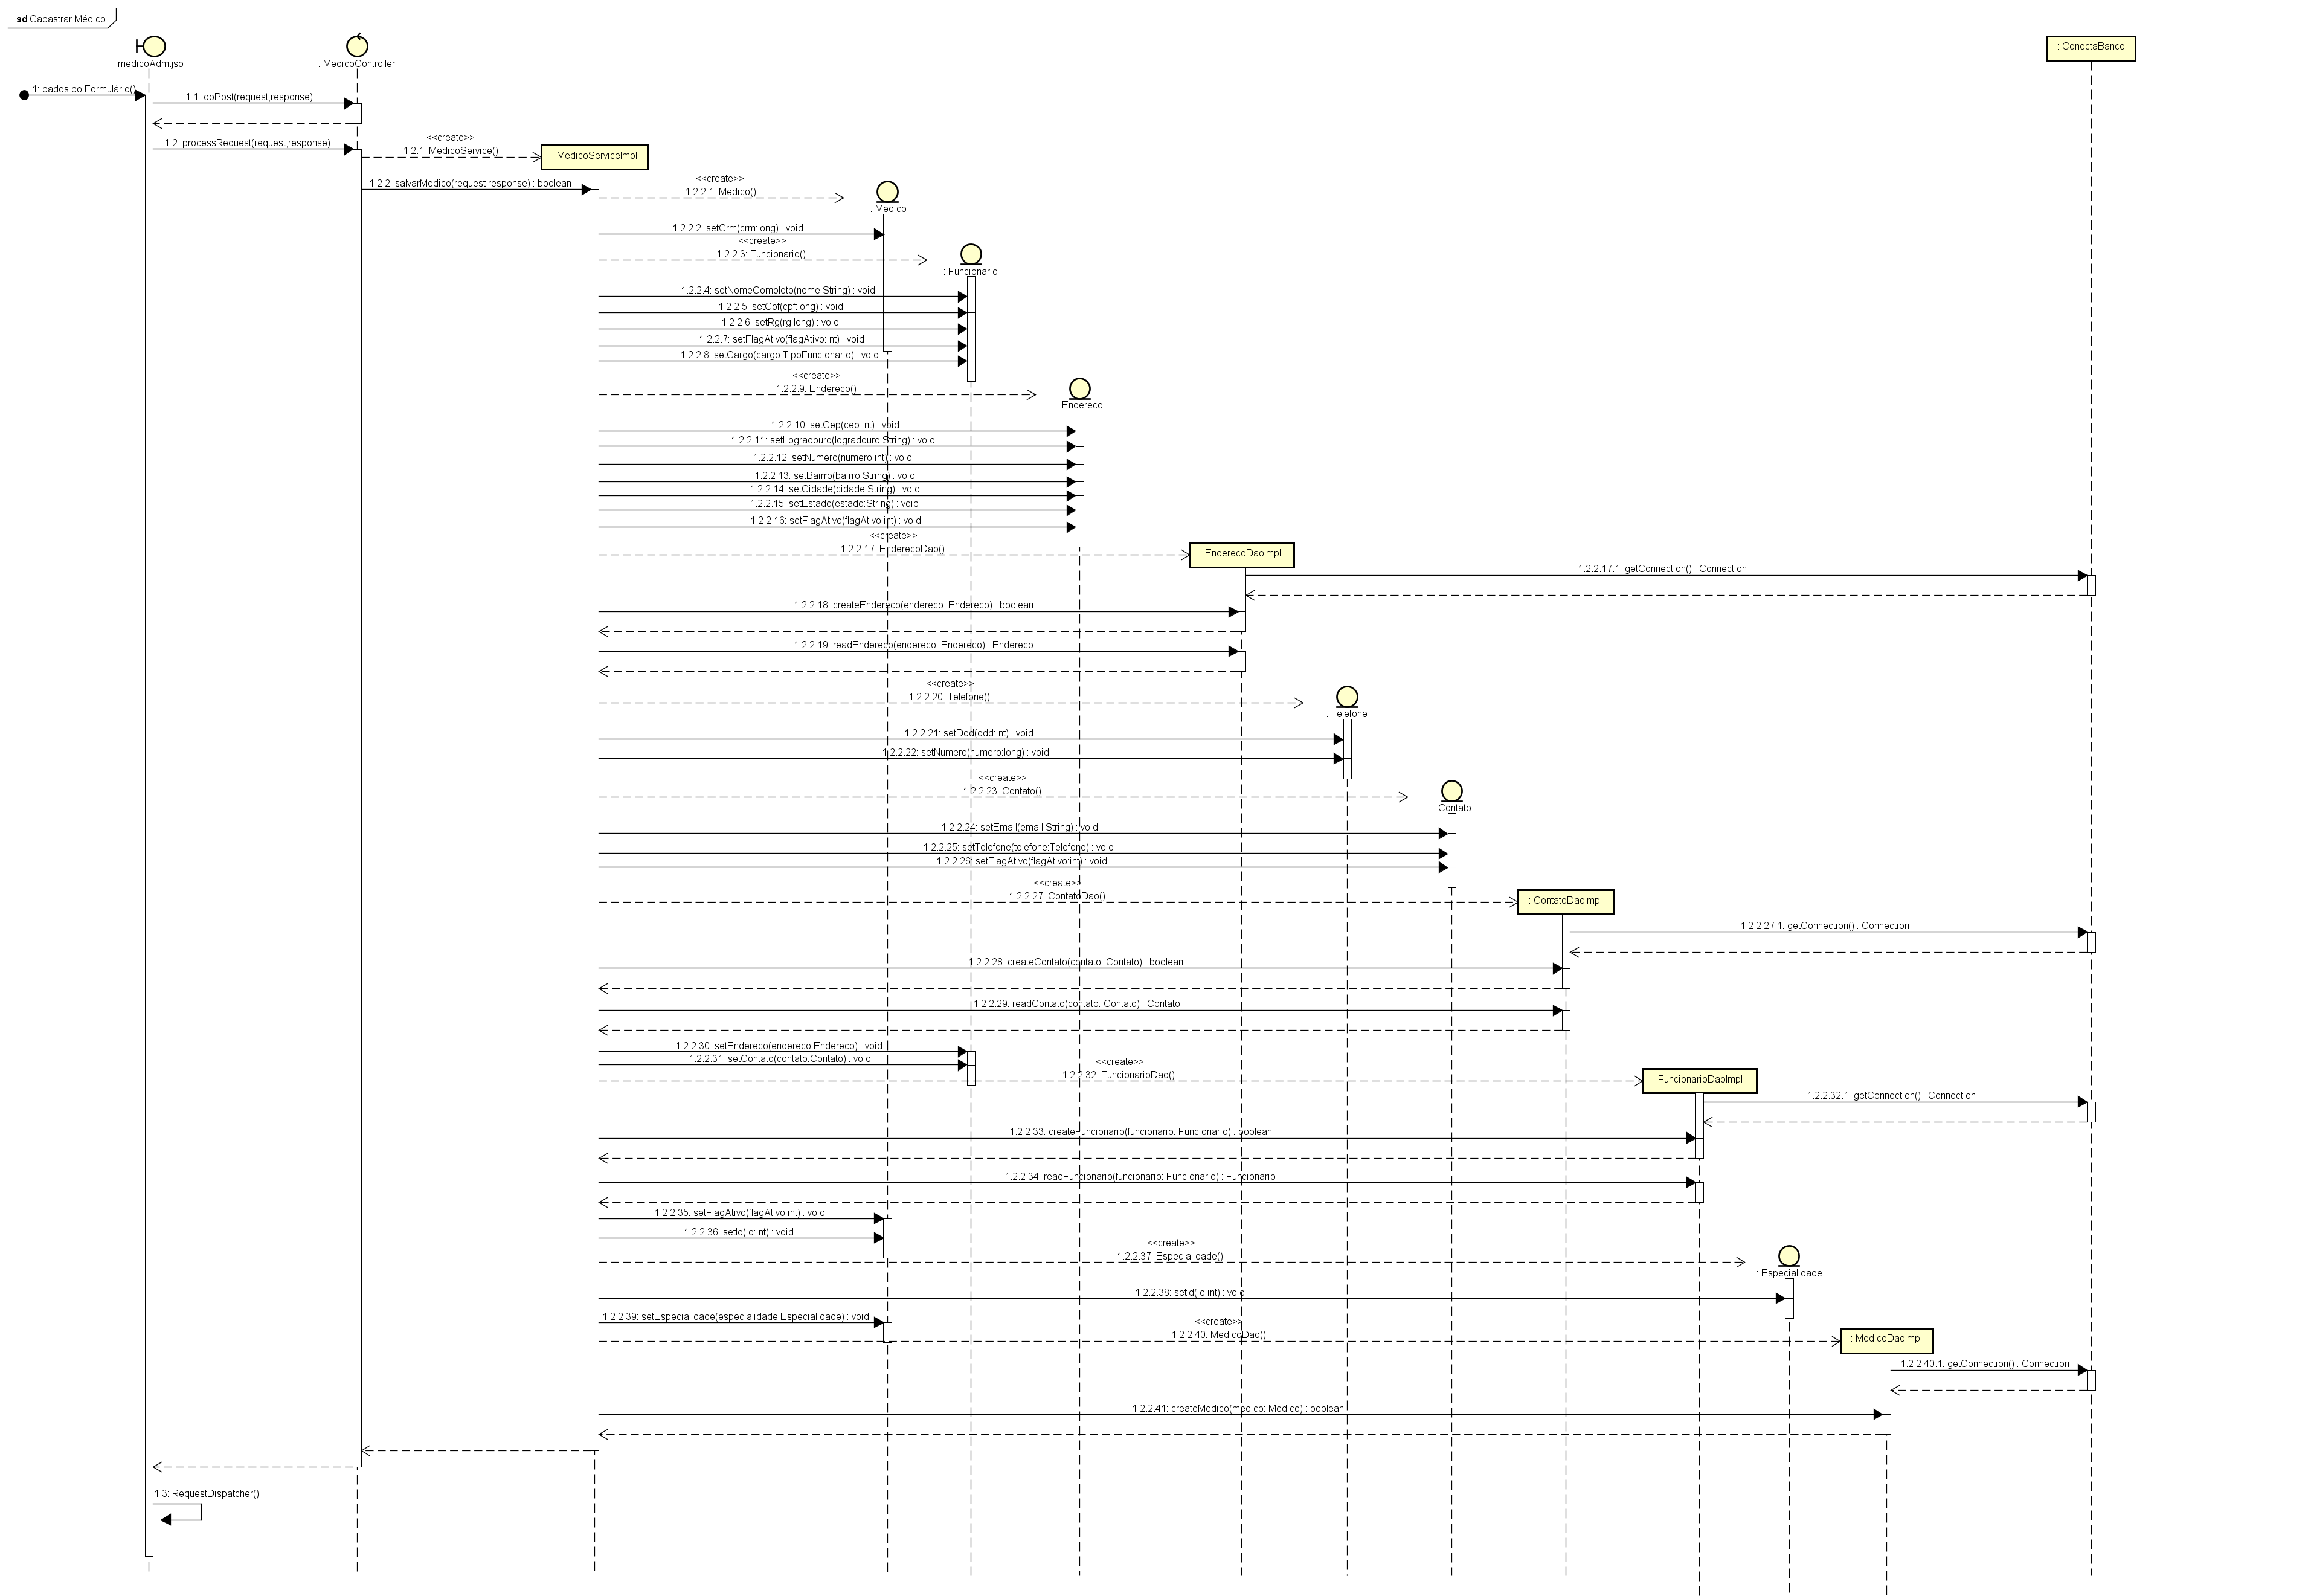 sd Cadastrar Médico
: medicoAdm.jsp
: MedicoController
: ConectaBanco
1: dados do Formulário()
1.1: doPost(request,response)
1.2: processRequest(request,response)
<<create>>
1.2.1: MedicoService()
: MedicoServiceImpl
1.2.2: salvarMedico(request,response) : boolean
<<create>>
1.2.2.1: Medico()
: Medico
1.2.2.2: setCrm(crm:long) : void
<<create>>
1.2.2.3: Funcionario()
: Funcionario
1.2.2.4: setNomeCompleto(nome:String) : void
1.2.2.5: setCpf(cpf:long) : void
1.2.2.6: setRg(rg:long) : void
1.2.2.7: setFlagAtivo(flagAtivo:int) : void
1.2.2.8: setCargo(cargo:TipoFuncionario) : void
<<create>>
1.2.2.9: Endereco()
: Endereco
1.2.2.10: setCep(cep:int) : void
1.2.2.11: setLogradouro(logradouro:String) : void
1.2.2.12: setNumero(numero:int) : void
1.2.2.13: setBairro(bairro:String) : void
1.2.2.14: setCidade(cidade:String) : void
1.2.2.15: setEstado(estado:String) : void
1.2.2.16: setFlagAtivo(flagAtivo:int) : void
<<create>>
1.2.2.17: EnderecoDao()
: EnderecoDaoImpl
1.2.2.17.1: getConnection() : Connection
1.2.2.18: createEndereco(endereco: Endereco) : boolean
1.2.2.19: readEndereco(endereco: Endereco) : Endereco
<<create>>
1.2.2.20: Telefone()
: Telefone
1.2.2.21: setDdd(ddd:int) : void
1.2.2.22: setNumero(numero:long) : void
<<create>>
1.2.2.23: Contato()
: Contato
1.2.2.24: setEmail(email:String) : void
1.2.2.25: setTelefone(telefone:Telefone) : void
1.2.2.26: setFlagAtivo(flagAtivo:int) : void
<<create>>
1.2.2.27: ContatoDao()
: ContatoDaoImpl
1.2.2.27.1: getConnection() : Connection
1.2.2.28: createContato(contato: Contato) : boolean
1.2.2.29: readContato(contato: Contato) : Contato
1.2.2.30: setEndereco(endereco:Endereco) : void
1.2.2.31: setContato(contato:Contato) : void
<<create>>
1.2.2.32: FuncionarioDao()
: FuncionarioDaoImpl
1.2.2.32.1: getConnection() : Connection
1.2.2.33: createFuncionario(funcionario: Funcionario) : boolean
1.2.2.34: readFuncionario(funcionario: Funcionario) : Funcionario
1.2.2.35: setFlagAtivo(flagAtivo:int) : void
1.2.2.36: setId(id:int) : void
<<create>>
1.2.2.37: Especialidade()
: Especialidade
1.2.2.38: setId(id:int) : void
1.2.2.39: setEspecialidade(especialidade:Especialidade) : void
<<create>>
1.2.2.40: MedicoDao()
: MedicoDaoImpl
1.2.2.40.1: getConnection() : Connection
1.2.2.41: createMedico(medico: Medico) : boolean
1.3: RequestDispatcher()